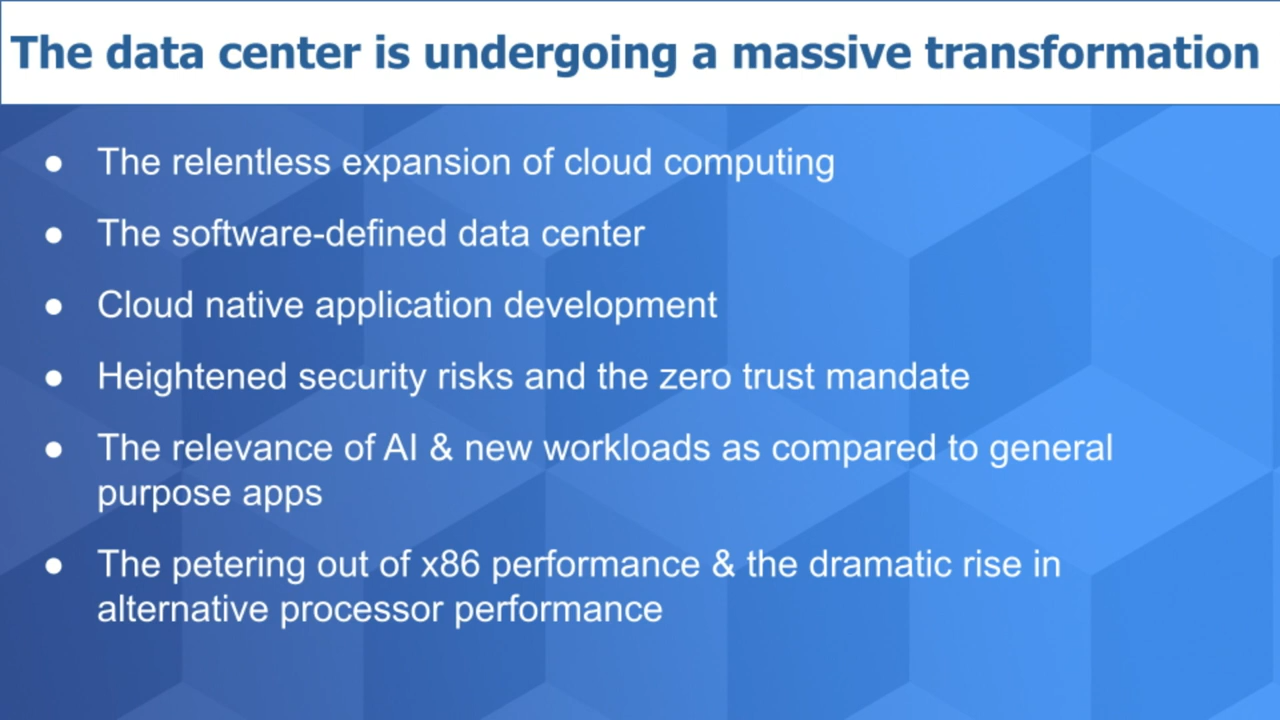 The data center is undergoing a massive transformation
● The relentless expansion of cloud computing
● The software-defined data center
● Cloud native application development
● Heightened security risks and the zero trust mandate
● The relevance of AI & new workloads as compared to general
purpose apps
● The petering out of x86 performance & the dramatic rise in
alternative processor performance